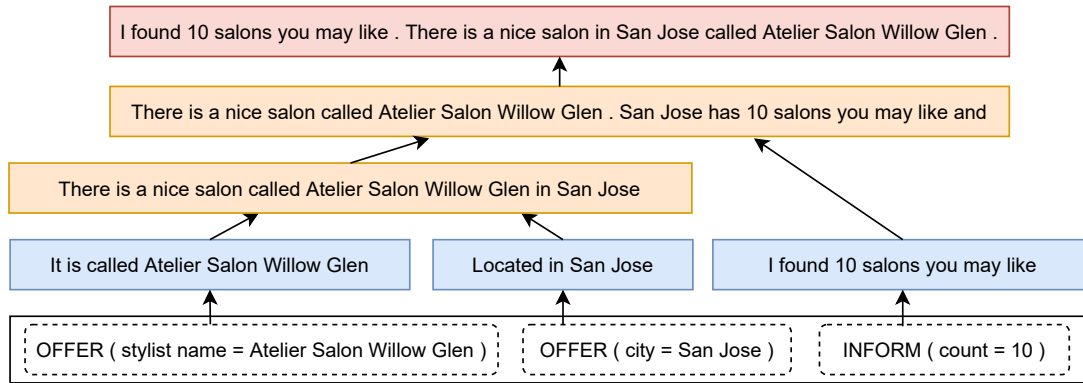 I found 10 salons you may like . There is a nice salon in San Jose called Atelier Salon Willow Glen .
There is a nice salon called Atelier Salon Willow Glen . San Jose has 10 salons you may like and
There is a nice salon called Atelier Salon Willow Glen in San Jose
It is called Atelier Salon Willow Glen
Located in San Jose
I found 10 salons you may like
OFFER ( stylist name = Atelier Salon Willow Glen )
OFFER ( city = San Jose )
INFORM ( count = 10 )